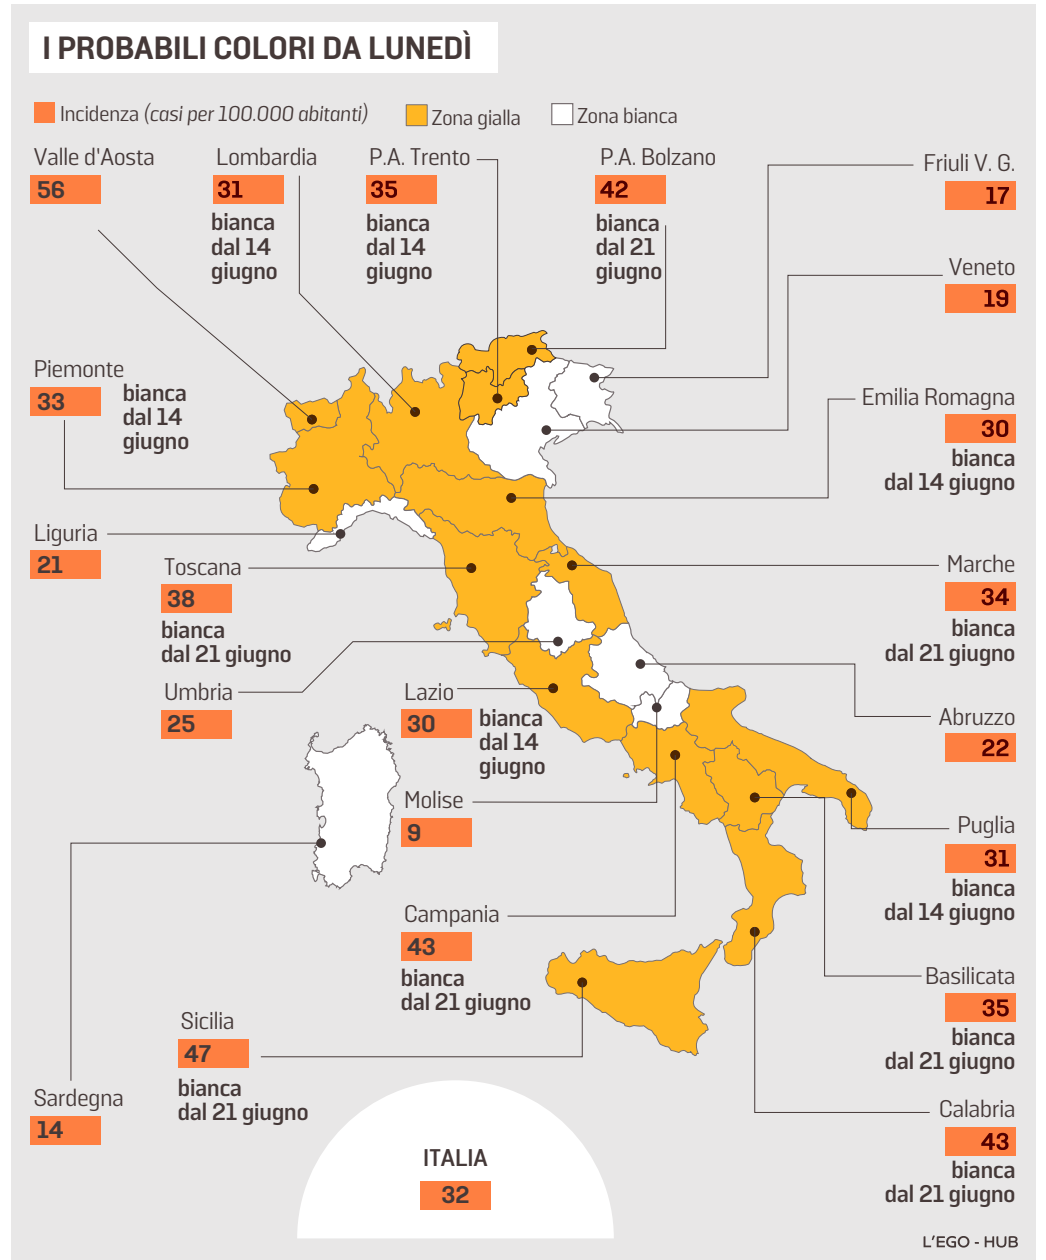 I PROBABILI COLORI DA LUNEDÌ
Incidenza (casi per 100.000 abitanti)
Zona gialla
Zona bianca
Valle d'Aosta
56
Lombardia
31
bianca
dal 14
giugno
P.A. Trento
35
bianca
dal 14
giugno
P.A. Bolzano
42
bianca
dal 21
giugno
Friuli V. G.
17
Veneto
19
Piemonte
33
bianca
dal 14
giugno
Emilia Romagna
30
bianca
dal 14 giugno
Liguria
21
Toscana
38
bianca
dal 21 giugno
Marche
34
bianca
dal 21 giugno
Umbria
25
Lazio
30
bianca
dal 14
giugno
Abruzzo
22
Molise
9
Puglia
31
bianca
dal 14 giugno
Campania
43
bianca
dal 21 giugno
Basilicata
35
bianca
dal 21 giugno
Sicilia
47
bianca
dal 21 giugno
Sardegna
14
Calabria
43
bianca
dal 21 giugno
ITALIA
32
L'EGO - HUB